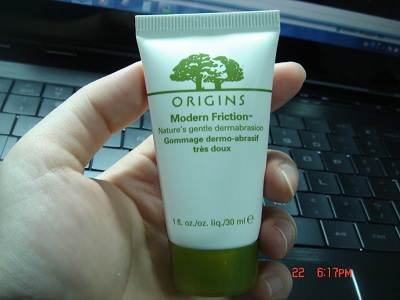 ORIGINS
Modern Friction™
Nature's gentle dermabrasion
Gommage dermo-abrasif
très doux
1 fl. oz./oz. liq./30 ml ℮
22 6:17PM